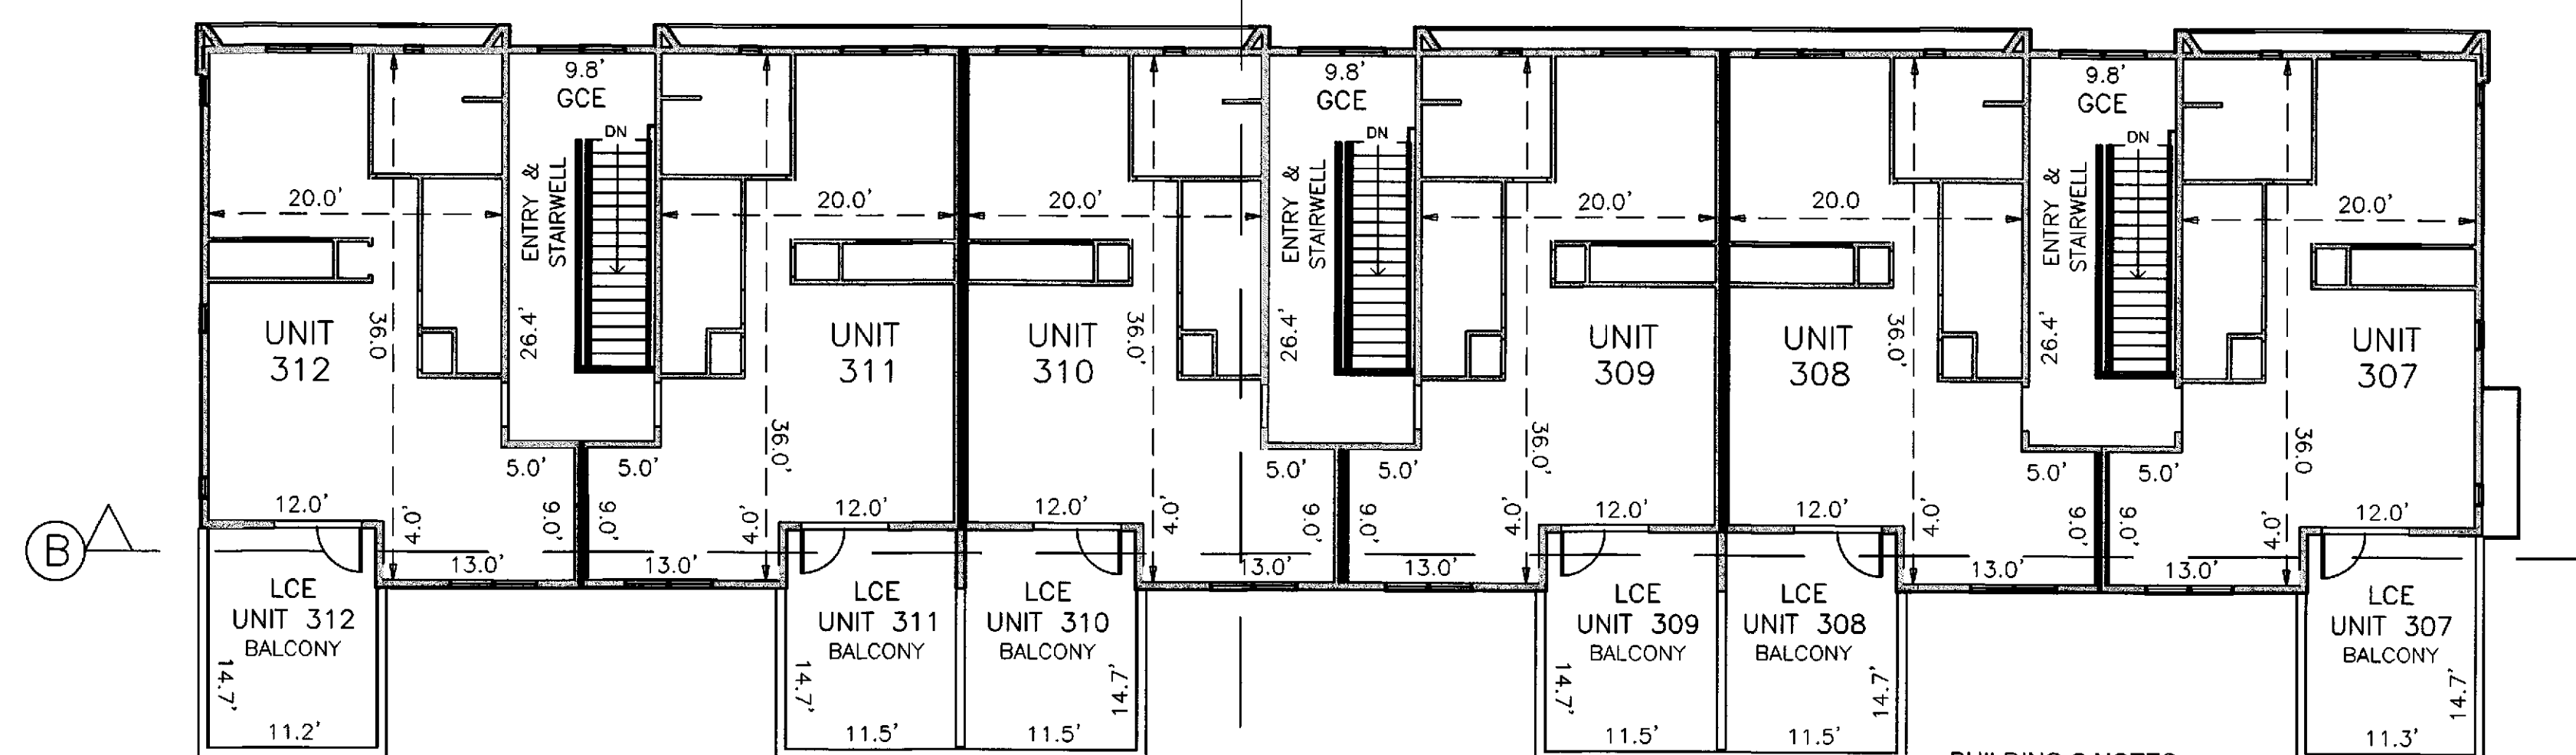 9.8'
GCE
DN
ENTRY &
STAIRWELL
26.4'
9.8'
GCE
DN
ENTRY &
STAIRWELL
26.4'
9.8'
GCE
DN
ENTRY &
STAIRWELL
26.4'
20.0'
20.0'
20.0'
20.0'
20.0
20.0'
UNIT
312
36.0
UNIT
311
36.0'
UNIT
310
36.0'
UNIT
309
36.0'
UNIT
308
36.0'
UNIT
307
36.0
5.0'
5.0'
5.0'
5.0'
5.0'
5.0'
12.0'
4.0'
9.0'
9.0'
4.0'
12.0'
12.0'
4.0'
9.0'
9.0'
4.0'
12.0'
12.0'
4.0'
9.0'
9.0'
4.0'
12.0'
B
13.0'
13.0'
13.0'
13.0'
13.0'
13.0'
LCE
UNIT 312
BALCONY
14.7'
11.2'
LCE
UNIT 311
BALCONY
14.7'
11.5'
LCE
UNIT 310
BALCONY
14.7'
11.5'
LCE
UNIT 309
BALCONY
14.7'
11.5'
LCE
UNIT 308
BALCONY
14.7'
11.5'
LCE
UNIT 307
BALCONY
14.7'
11.3'